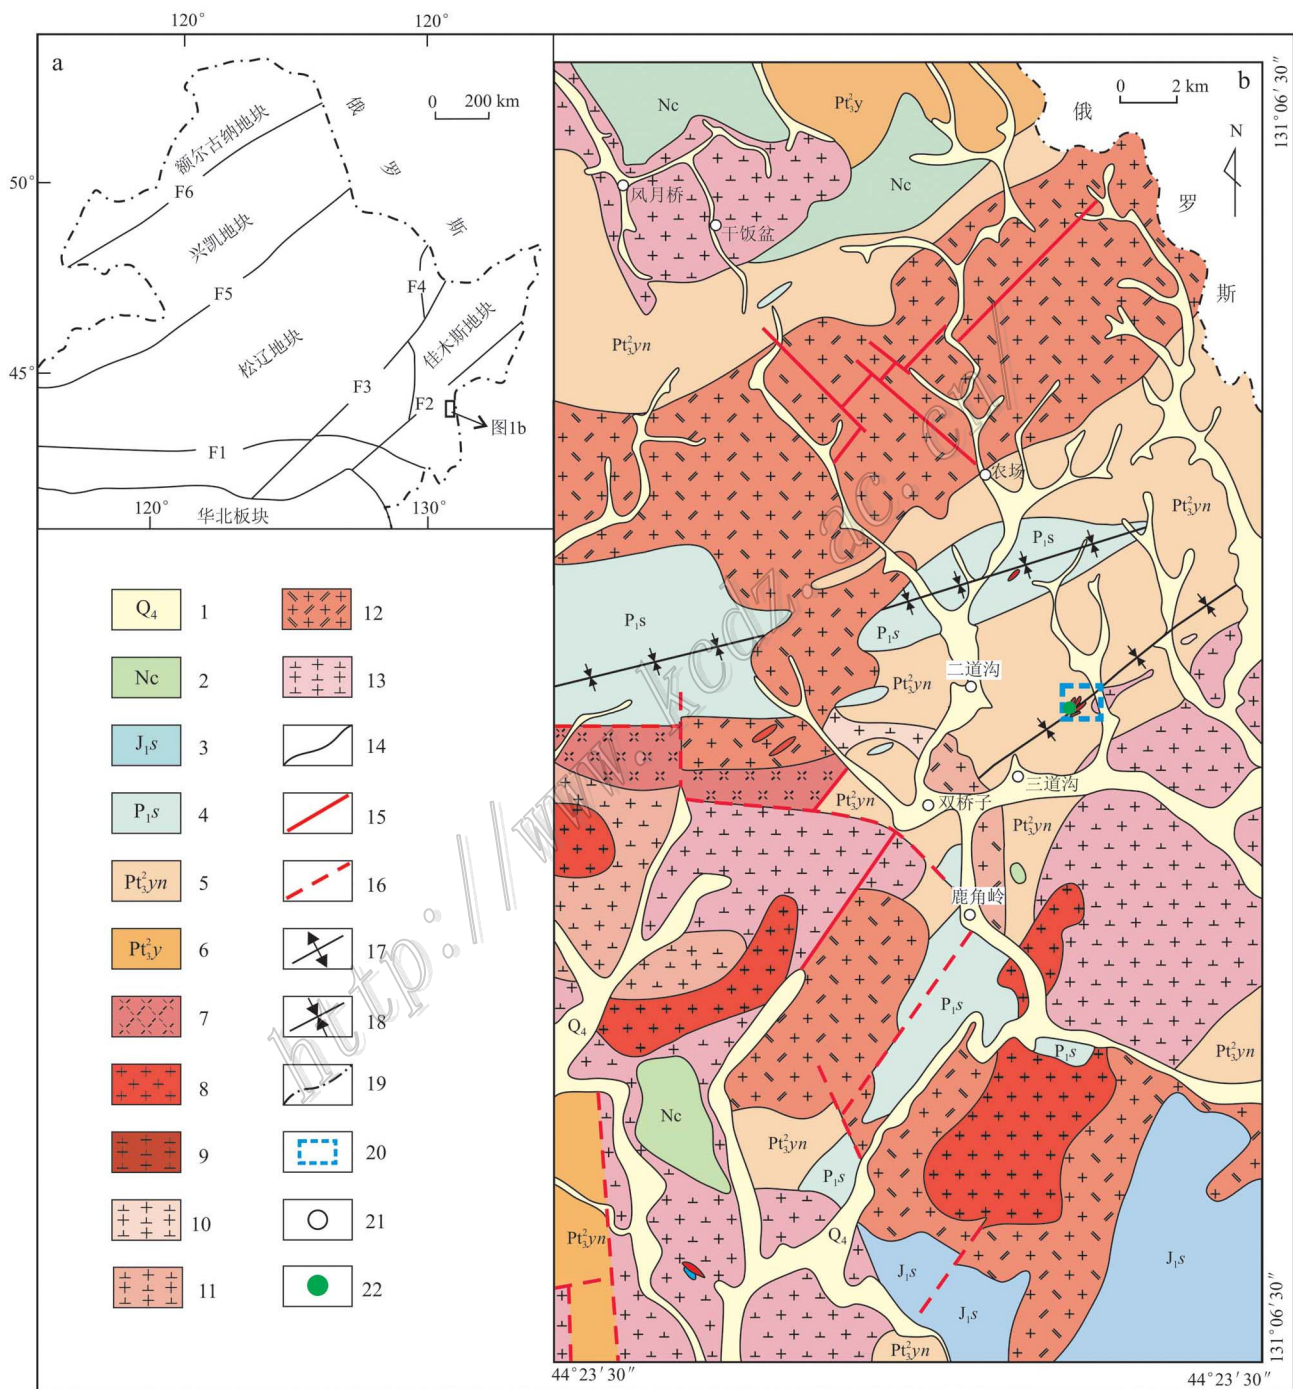 120°
120°
a
0 200 km
俄
罗
斯
额尔古纳地块
50°
F6
兴凯地块
F5
F4
佳木斯地块
松辽地块
45°
F3
F2
图1b
F1
120°
华北板块
130°
Q₄ 1
Nc 2
J₁s 3
P₁s 4
Pt₃²yn 5
Pt₃²y 6
7
8
9
10
11
12
13
14
15
16
17
18
19
20
21
22
b
0 2 km
131°06′30″
N
俄
罗
斯
Nc
Pt₃²y
Nc
风月桥
干饭盆
Pt₃²yn
农场
Pt₃²yn
P₁s
P₁s
P₁s
二道沟
Pt₃²yn
三道沟
双桥子
Pt₃²yn
Pt₃²yn
鹿角岭
P₁s
Q₄
P₁s
Pt₃²yn
Nc
Pt₃²yn
P₁s
Pt₃²y
Q₄
J₁s
J₁s
J₁s
Pt₃²yn
44°23′30″
44°23′30″
131°06′30″
http://www.kcdz.ac.cn/